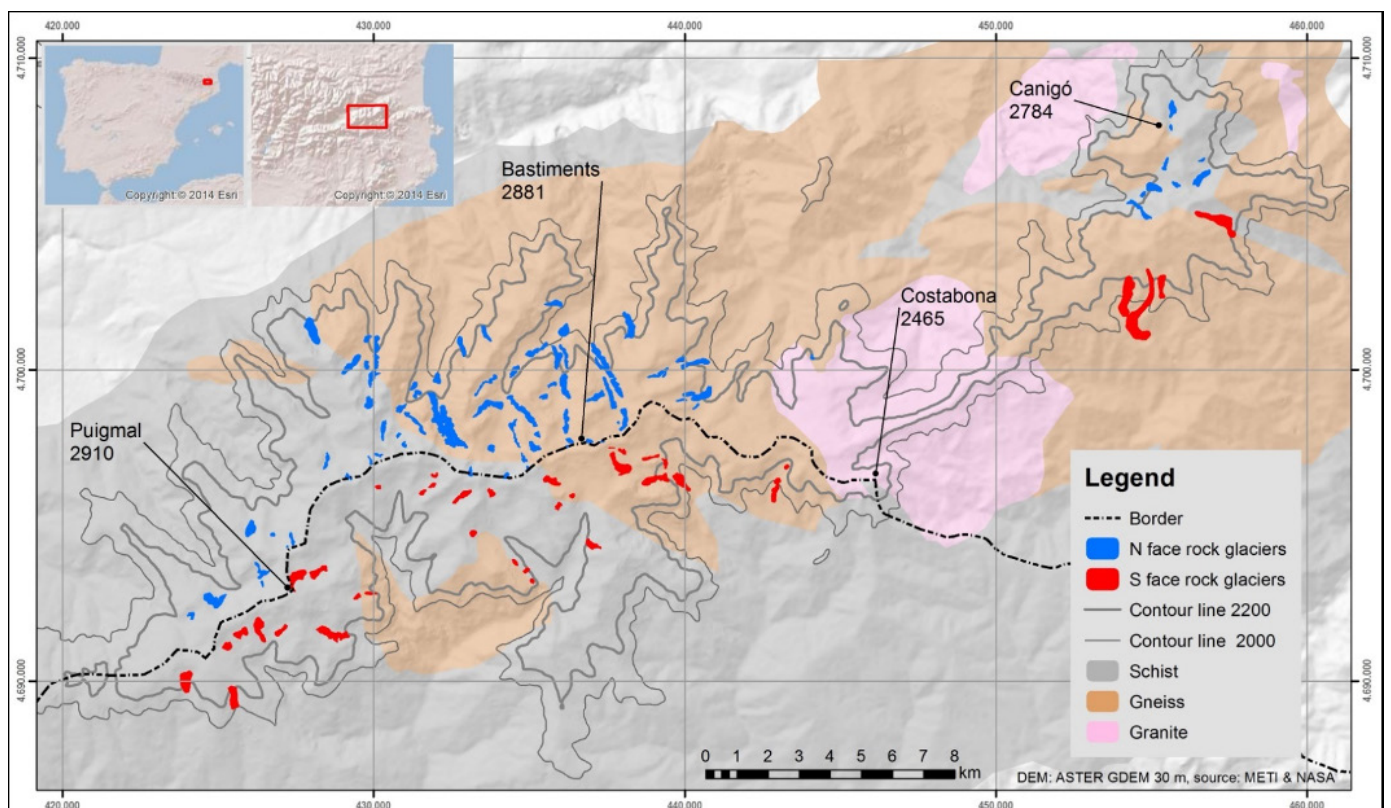 420.000 430.000 440.000 450.000 460.000
4.710.000 4.710.000
Copyright © 2014 Esri Copyright © 2014 Esri
Canigó
2784
Bastiments
2881
Costabona
2465
4.700.000 4.700.000
Puigmal
2910
Legend
Border
N face rock glaciers
S face rock glaciers
Contour line 2200
Contour line 2000
Schist
Gneiss
Granite
4.690.000 4.690.000
0 1 2 3 4 5 6 7 8
km
DEM: ASTER GDEM 30 m, source: METI & NASA
420.000 430.000 440.000 450.000 460.000